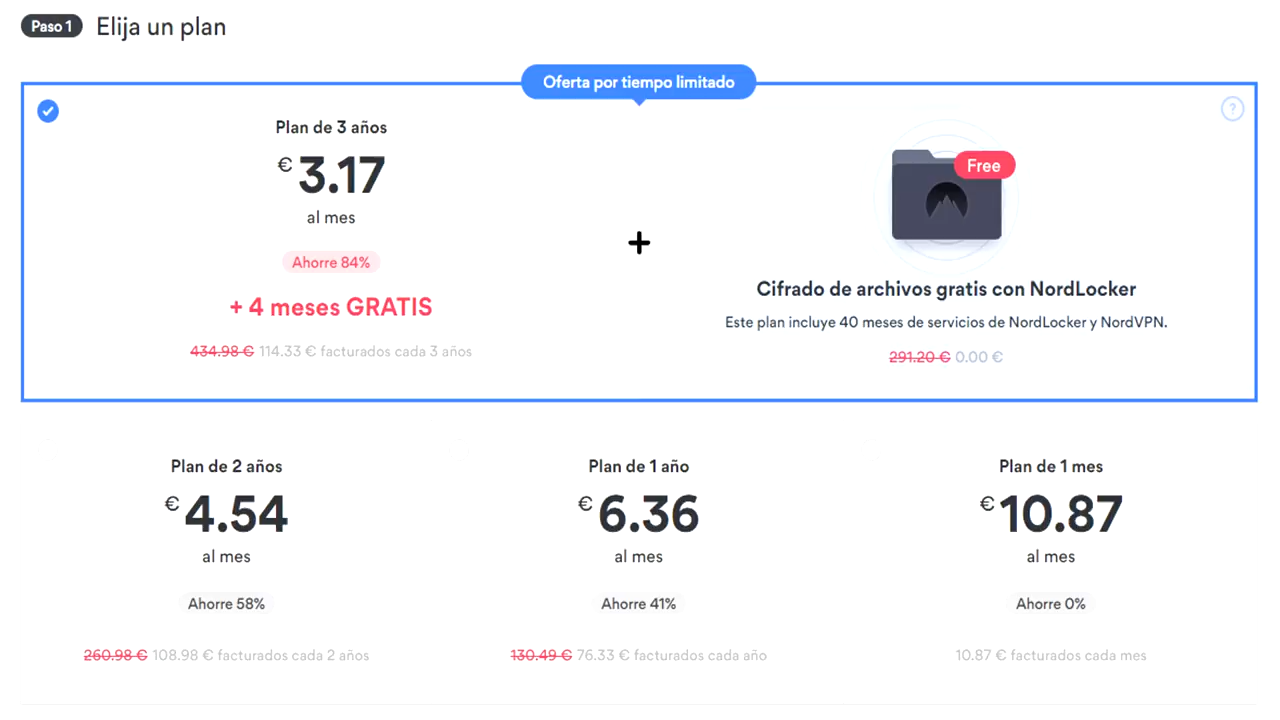 Paso 1 Elija un plan
Oferta por tiempo limitado
?
Plan de 3 años
€ 3.17
al mes
Ahorre 84%
+ 4 meses GRATIS
434.98 € 114.33 € facturados cada 3 años
+
Free
Cifrado de archivos gratis con NordLocker
Este plan incluye 40 meses de servicios de NordLocker y NordVPN.
291.20 € 0.00 €
Plan de 2 años
€ 4.54
al mes
Ahorre 58%
260.98 € 108.98 € facturados cada 2 años
Plan de 1 año
€ 6.36
al mes
Ahorre 41%
130.49 € 76.33 € facturados cada año
Plan de 1 mes
€ 10.87
al mes
Ahorre 0%
10.87 € facturados cada mes